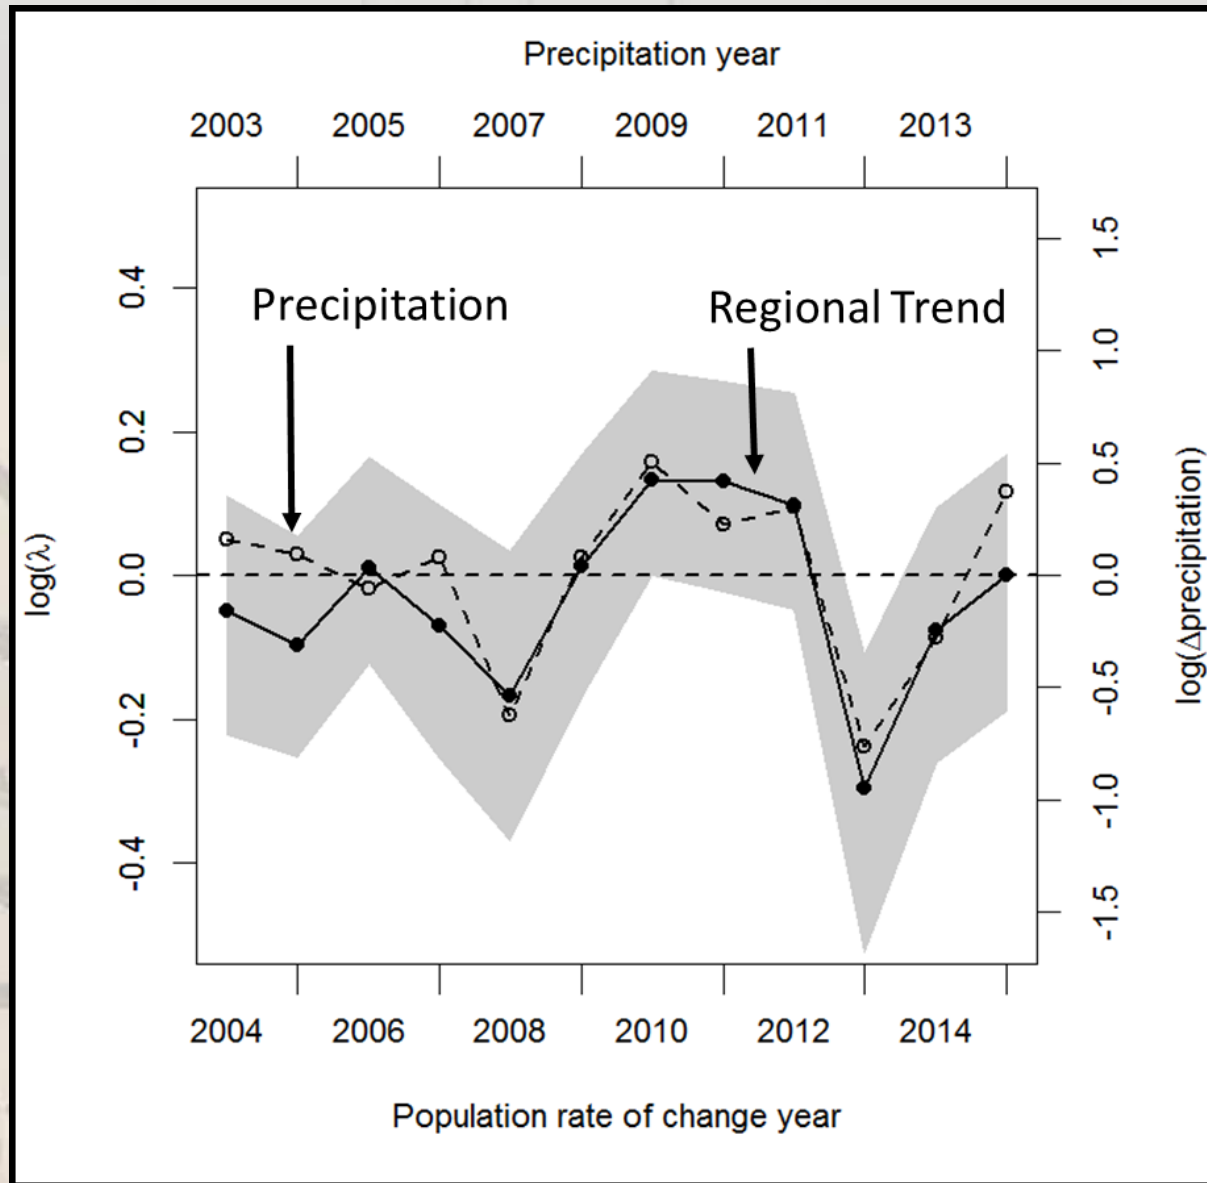 Precipitation year
2003 2005 2007 2009 2011 2013
Precipitation
Regional Trend
0.4
0.2
0.0
-0.2
-0.4
log(λ)
1.5
1.0
0.5
0.0
-0.5
-1.0
-1.5
log(Δprecipitation)
2004 2006 2008 2010 2012 2014
Population rate of change year